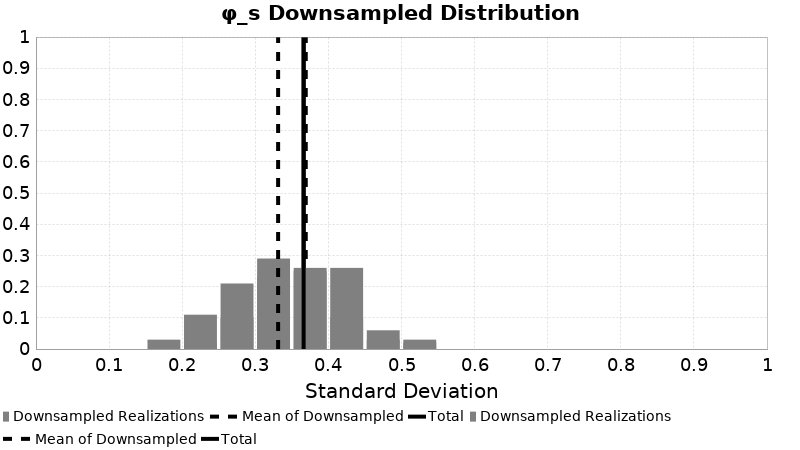 φ_s Downsampled Distribution
1
0.9
0.8
0.7
0.6
0.5
0.4
0.3
0.2
0.1
0
0 0.1 0.2 0.3 0.4 0.5 0.6 0.7 0.8 0.9 1
Standard Deviation
Downsampled Realizations Mean of Downsampled Total Downsampled Realizations
Mean of Downsampled Total